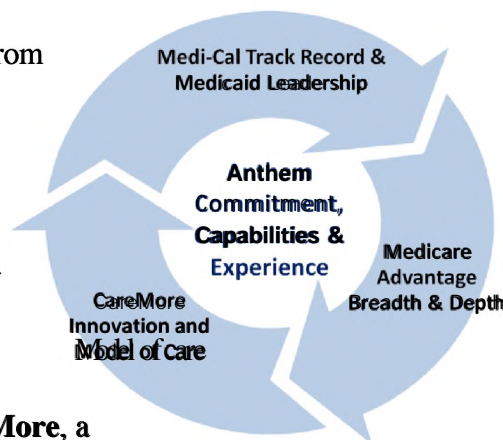 rom
Medi-Cal Track Record &
Medicaid Leadership
Anthem
Commitment,
Capabilities &
Experience
Medicare
Advantage
Breadth & Depth
CareMore
Innovation and
Model of care
More, a